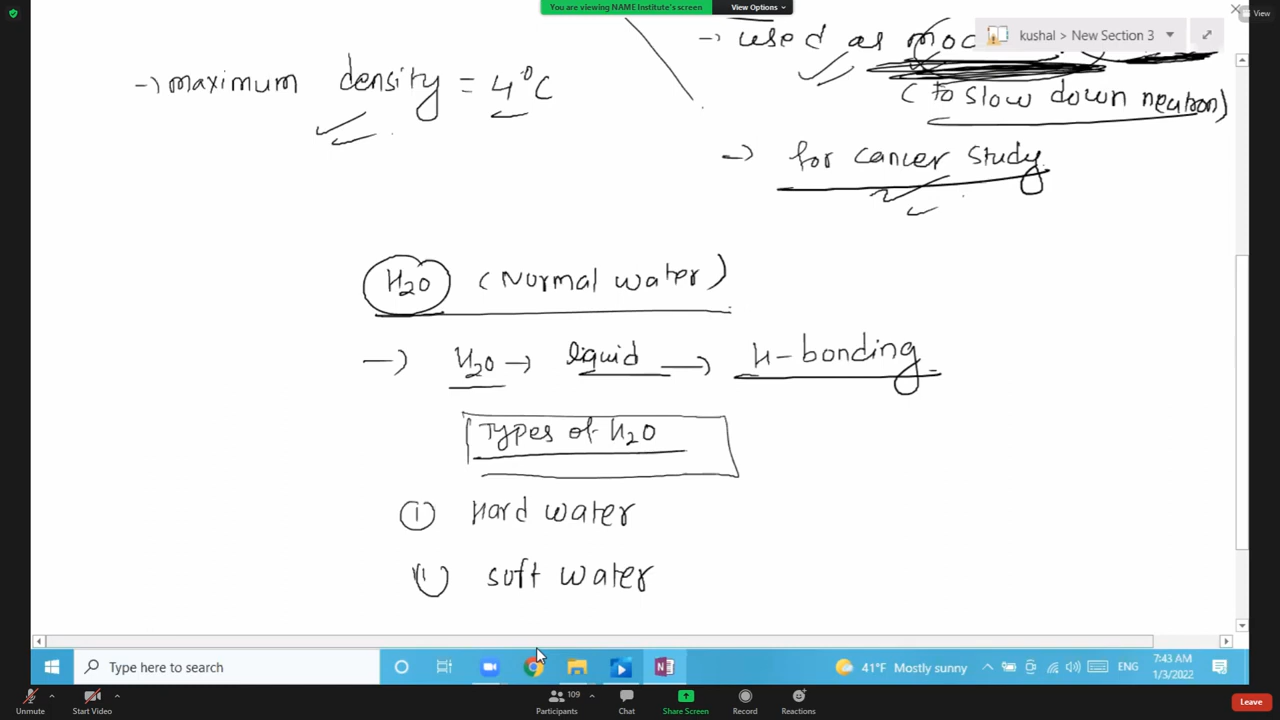 You are viewing NAME Institute's screen
View Options
View
kushal > New Section 3
→ used as
→ maximum density = 4°C
(to slow down neutron)
→ for cancer study
H2O (Normal water)
→ H2O → liquid → H-bonding
Types of H2O
(i) Hard water
(ii) soft water
Type here to search
41°F Mostly sunny
ENG
7:43 AM
1/3/2022
Unmute
Start Video
109
Participants
Chat
Share Screen
Record
Reactions
Leave